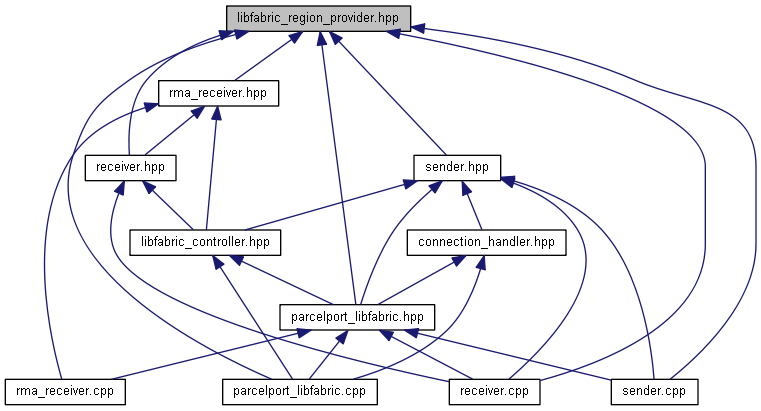 libfabric_region_provider.hpp
rma_receiver.hpp
receiver.hpp
sender.hpp
libfabric_controller.hpp
connection_handler.hpp
parcelport_libfabric.hpp
rma_receiver.cpp
parcelport_libfabric.cpp
receiver.cpp
sender.cpp